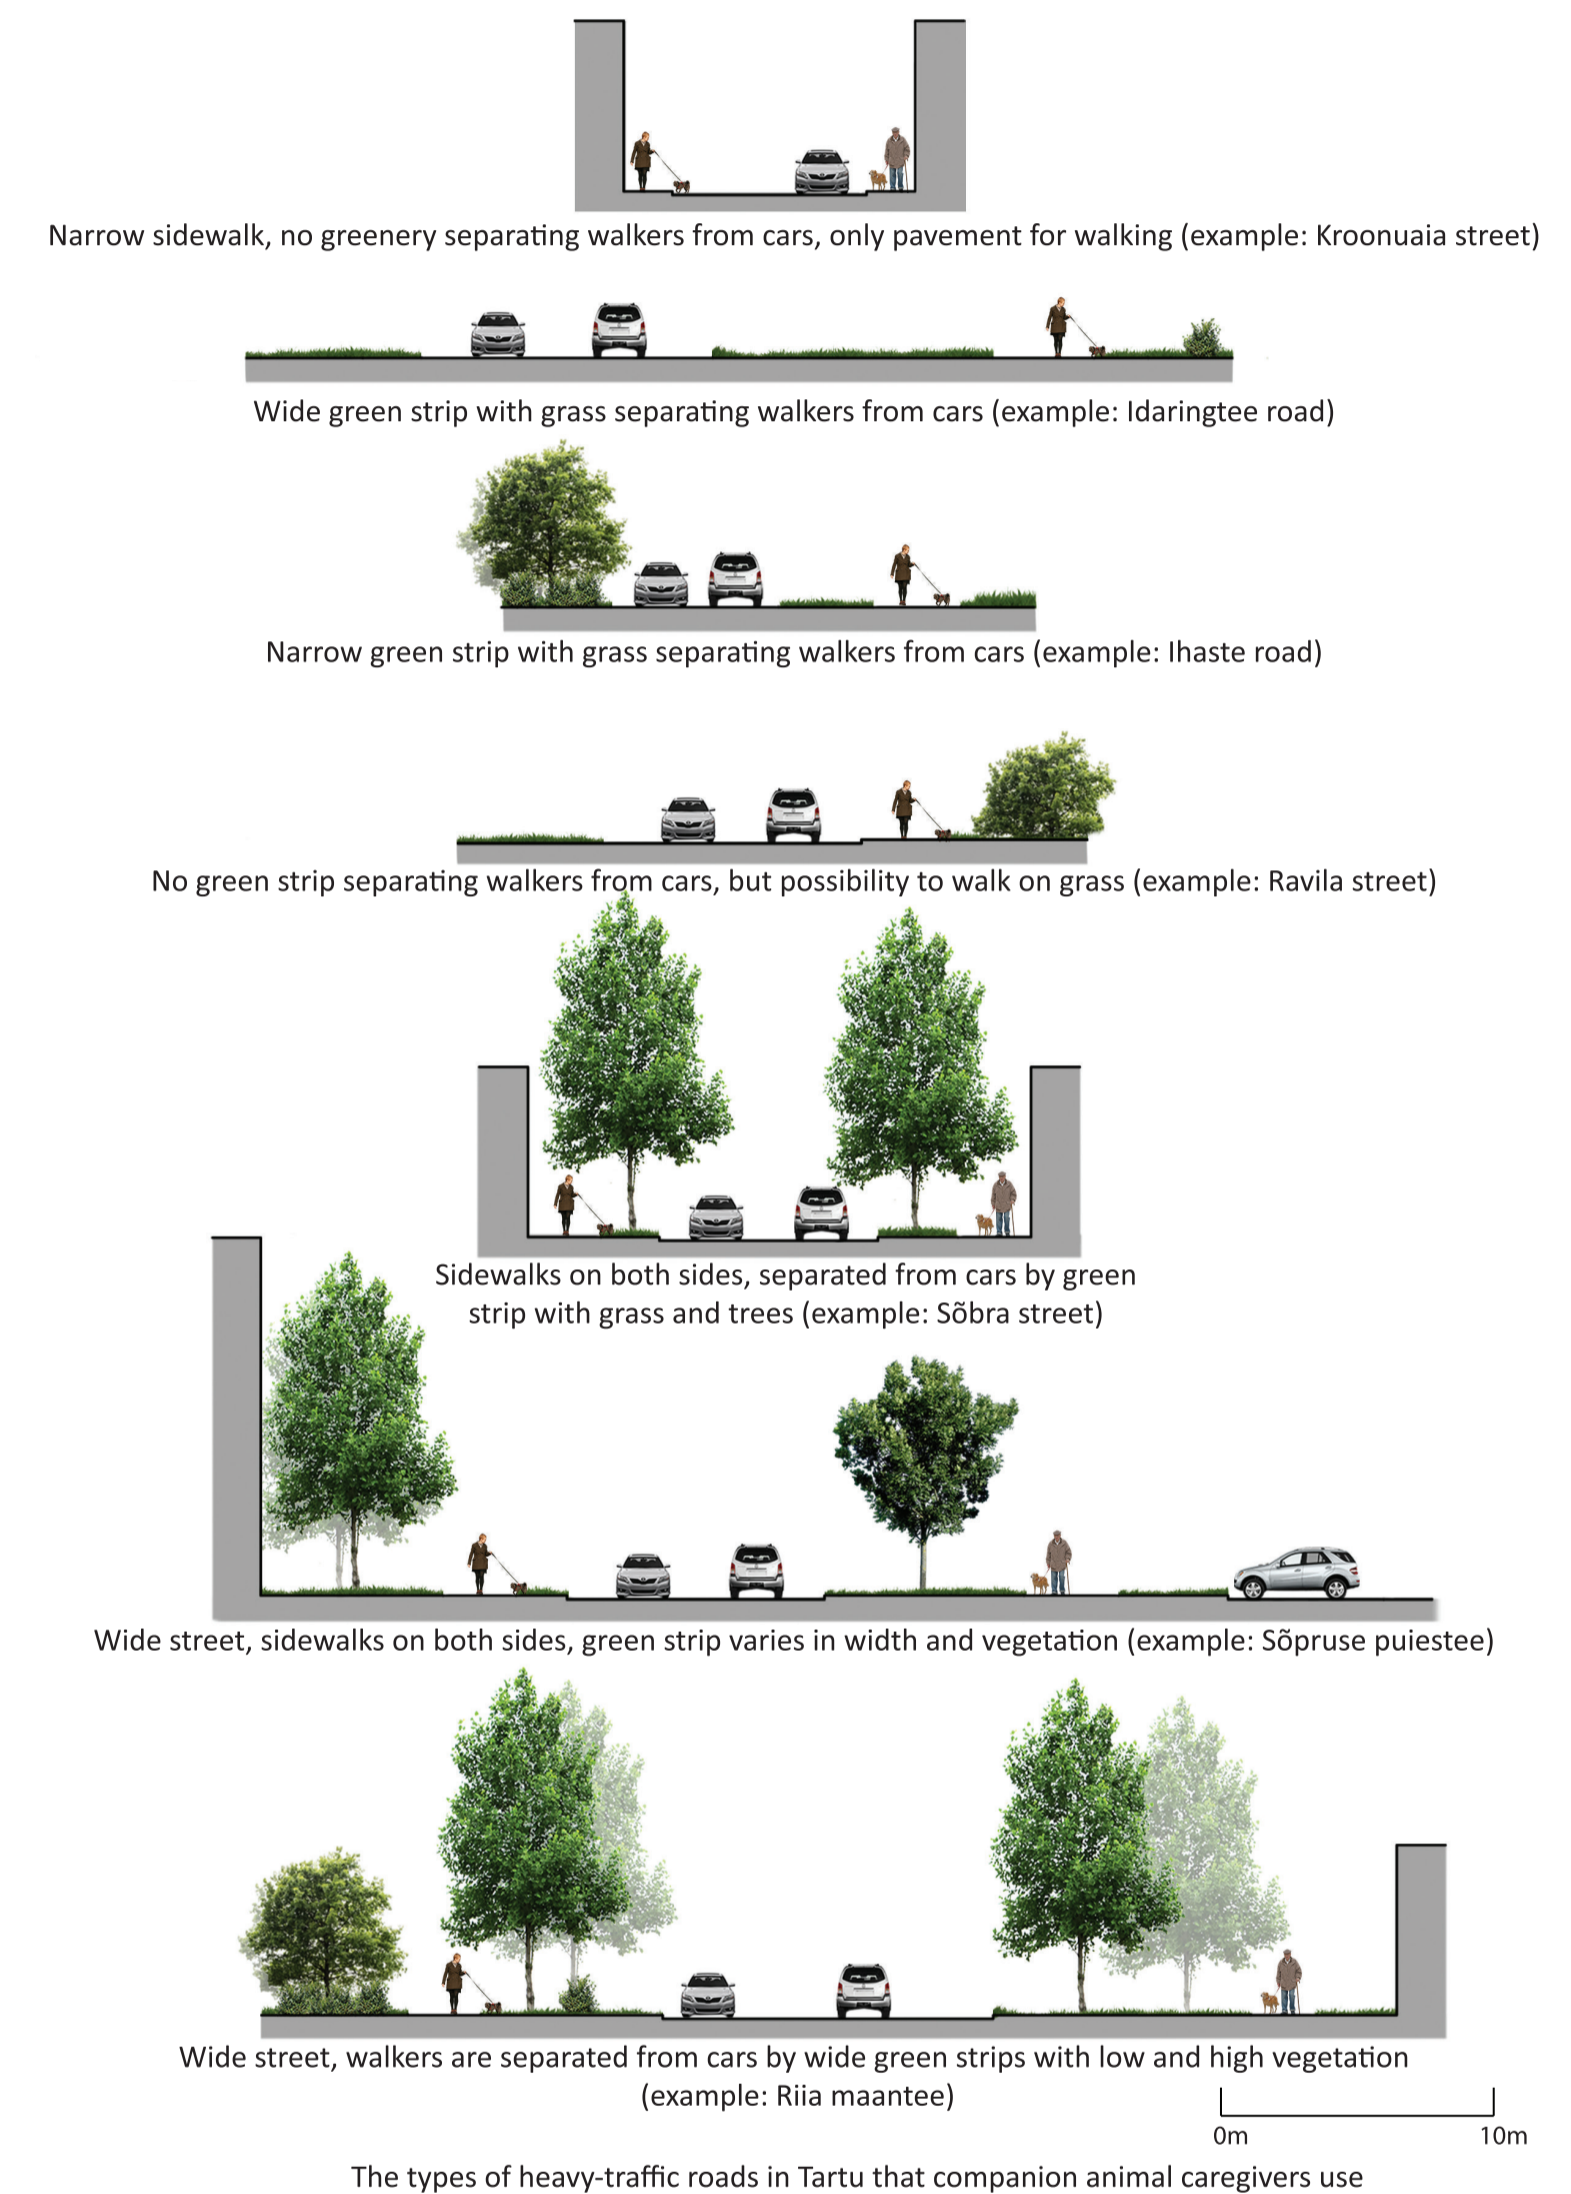 Narrow sidewalk, no greenery separating walkers from cars, only pavement for walking (example: Kroonuaia street)
Wide green strip with grass separating walkers from cars (example: Idaringtee road)
Narrow green strip with grass separating walkers from cars (example: Ihaste road)
No green strip separating walkers from cars, but possibility to walk on grass (example: Ravila street)
Sidewalks on both sides, separated from cars by green
strip with grass and trees (example: Sõbra street)
Wide street, sidewalks on both sides, green strip varies in width and vegetation (example: Sõpruse puiestee)
Wide street, walkers are separated from cars by wide green strips with low and high vegetation
(example: Riia maantee)
0m 10m
The types of heavy-traffic roads in Tartu that companion animal caregivers use